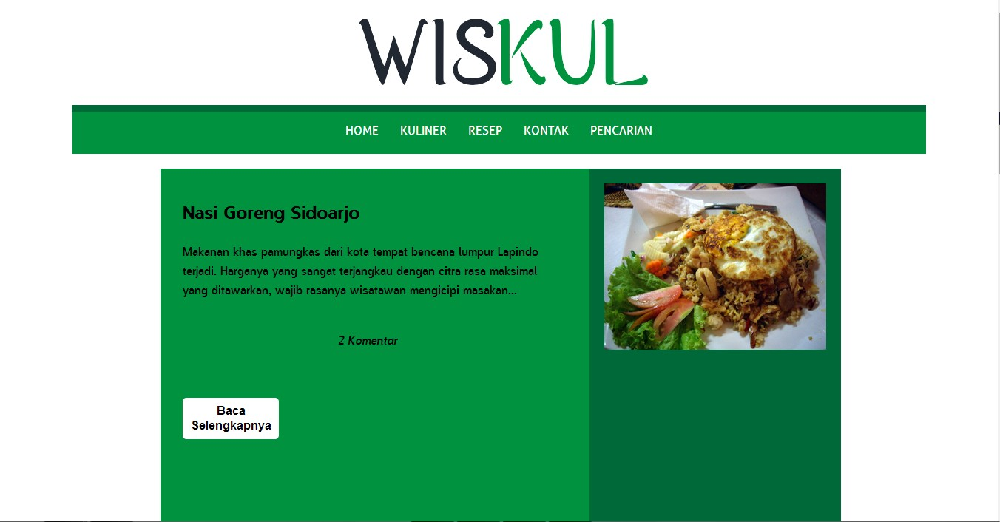 WISKUL
HOME KULINER RESEP KONTAK PENCARIAN
Nasi Goreng Sidoarjo
Makanan khas pamungkas dari kota tempat bencana lumpur Lapindo
terjadi. Harganya yang sangat terjangkau dengan citra rasa maksimal
yang ditawarkan, wajib rasanya wisatawan mengicipi masakan...
2 Komentar
Baca
Selengkapnya